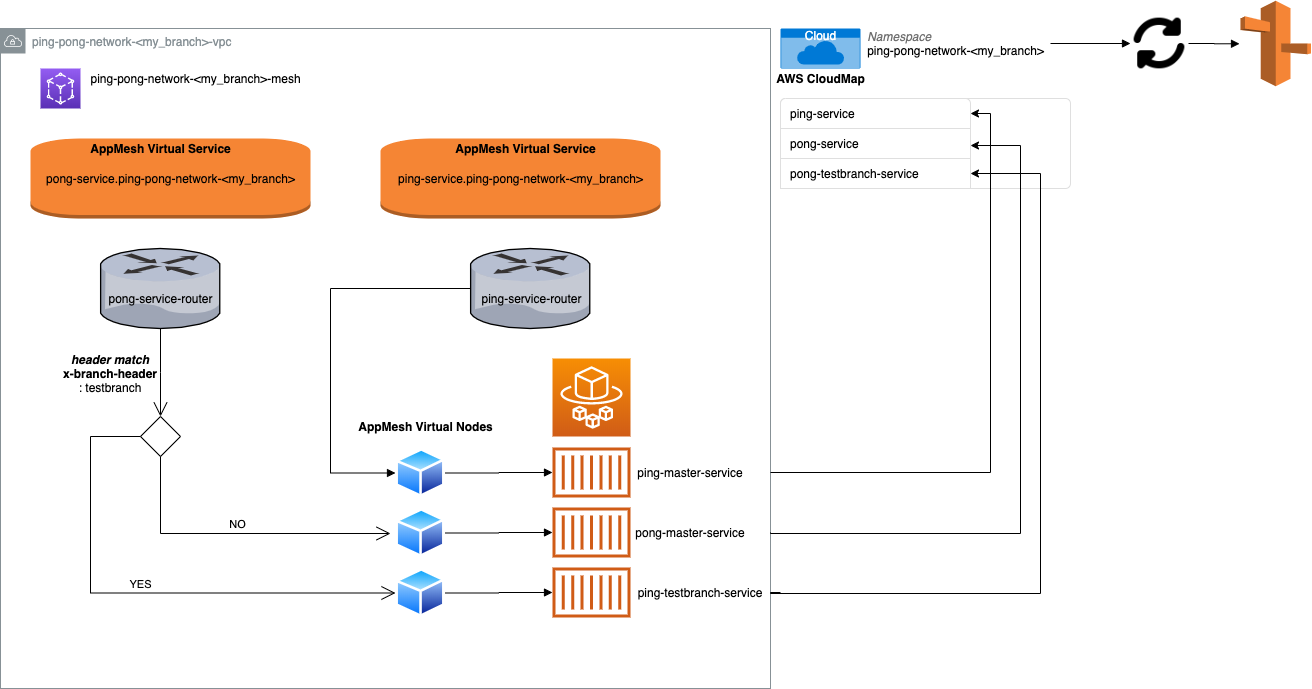 ping-pong-network-<my_branch>-vpc
ping-pong-network-<my_branch>-mesh
AppMesh Virtual Service
pong-service.ping-pong-network-<my_branch>
AppMesh Virtual Service
ping-service.ping-pong-network-<my_branch>
pong-service-router
ping-service-router
header match
x-branch-header
: testbranch
AppMesh Virtual Nodes
NO
YES
ping-master-service
pong-master-service
ping-testbranch-service
Cloud
AWS CloudMap
Namespace
ping-pong-network-<my_branch>
ping-service
pong-service
pong-testbranch-service